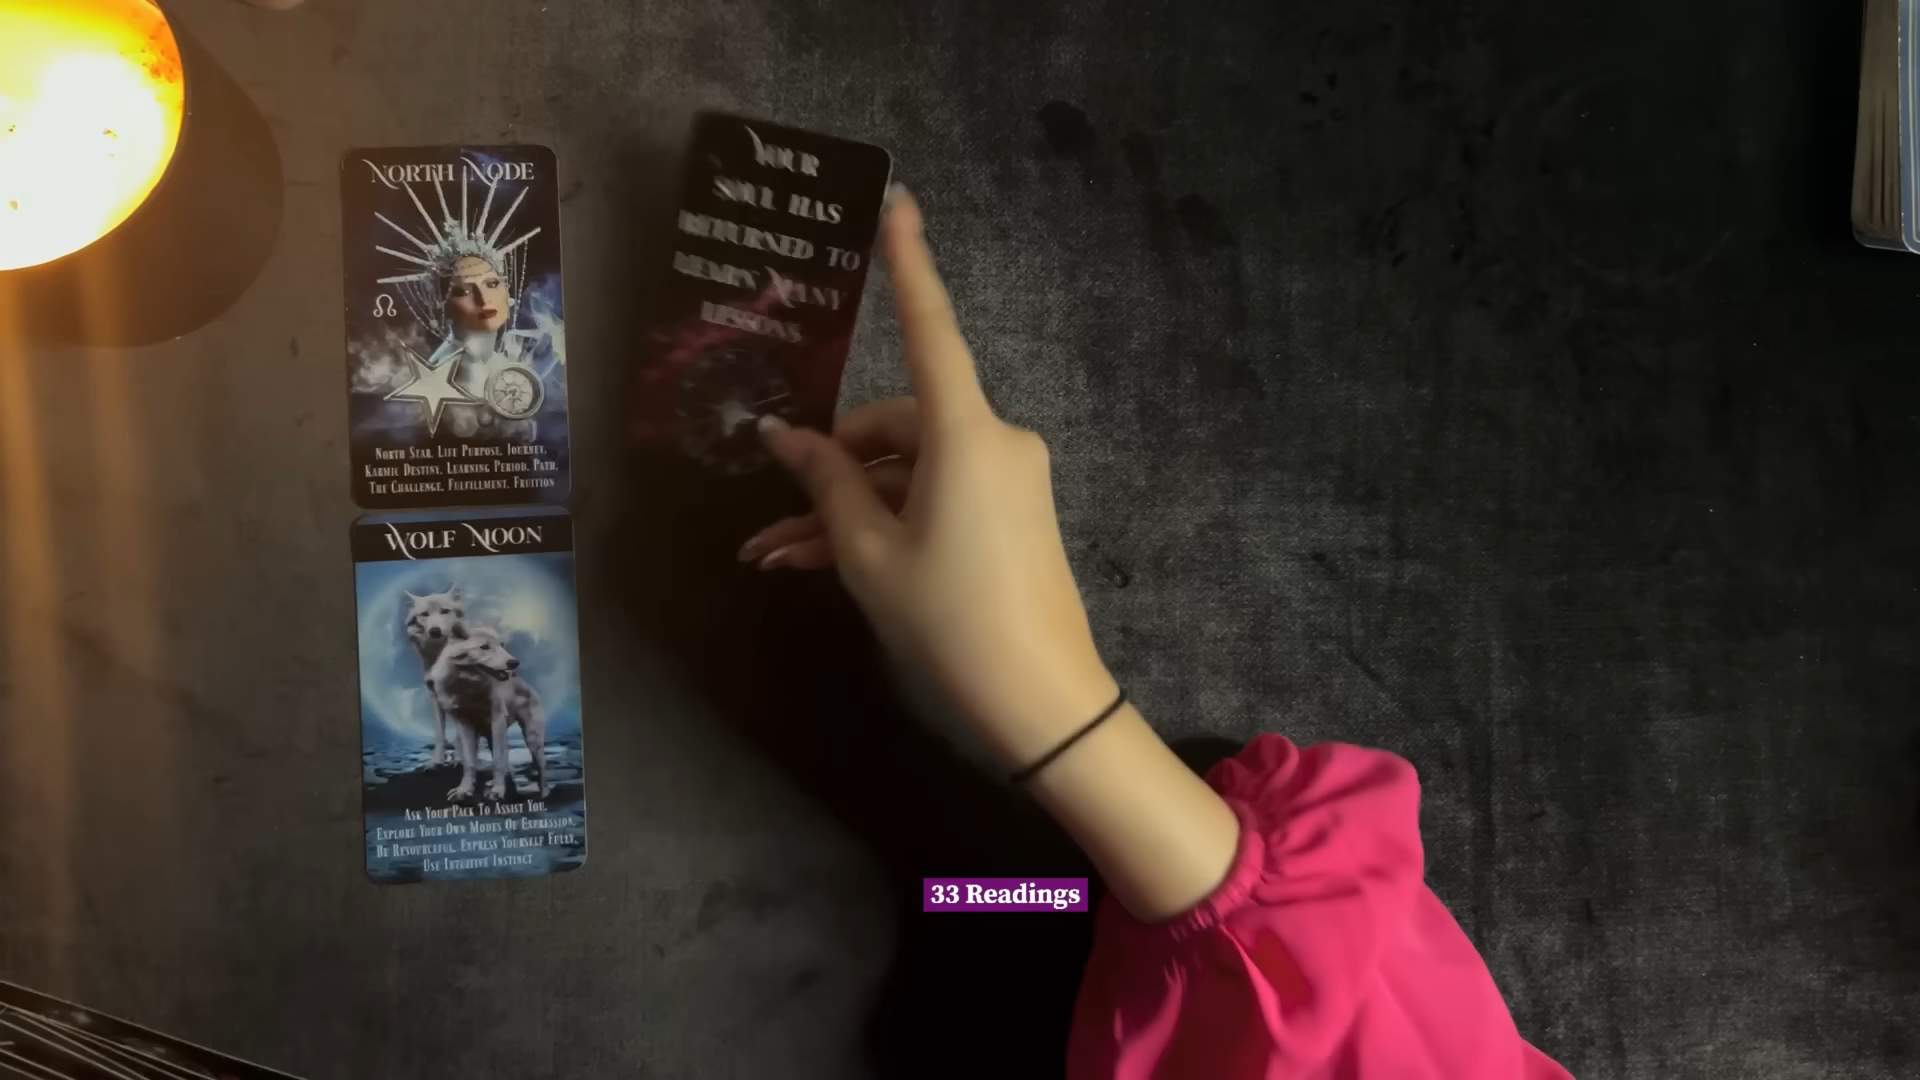 NORTH NODE
NORTH STAR, LIFE PURPOSE, JOURNEY,
KARMIC DESTINY, LEARNING PERIOD, PATH,
THE CHALLENGE, FULFILLMENT, FRUITION
WOLF MOON
ASK YOUR PACK TO ASSIST YOU,
EXPLORE YOUR OWN MODES OF EXPRESSION,
BE RESOURCEFUL, EXPRESS YOURSELF FULLY,
USE INTUITIVE INSTINCT
YOUR
SOUL HAS
RETURNED TO
LEARN MANY
LESSONS
33 Readings